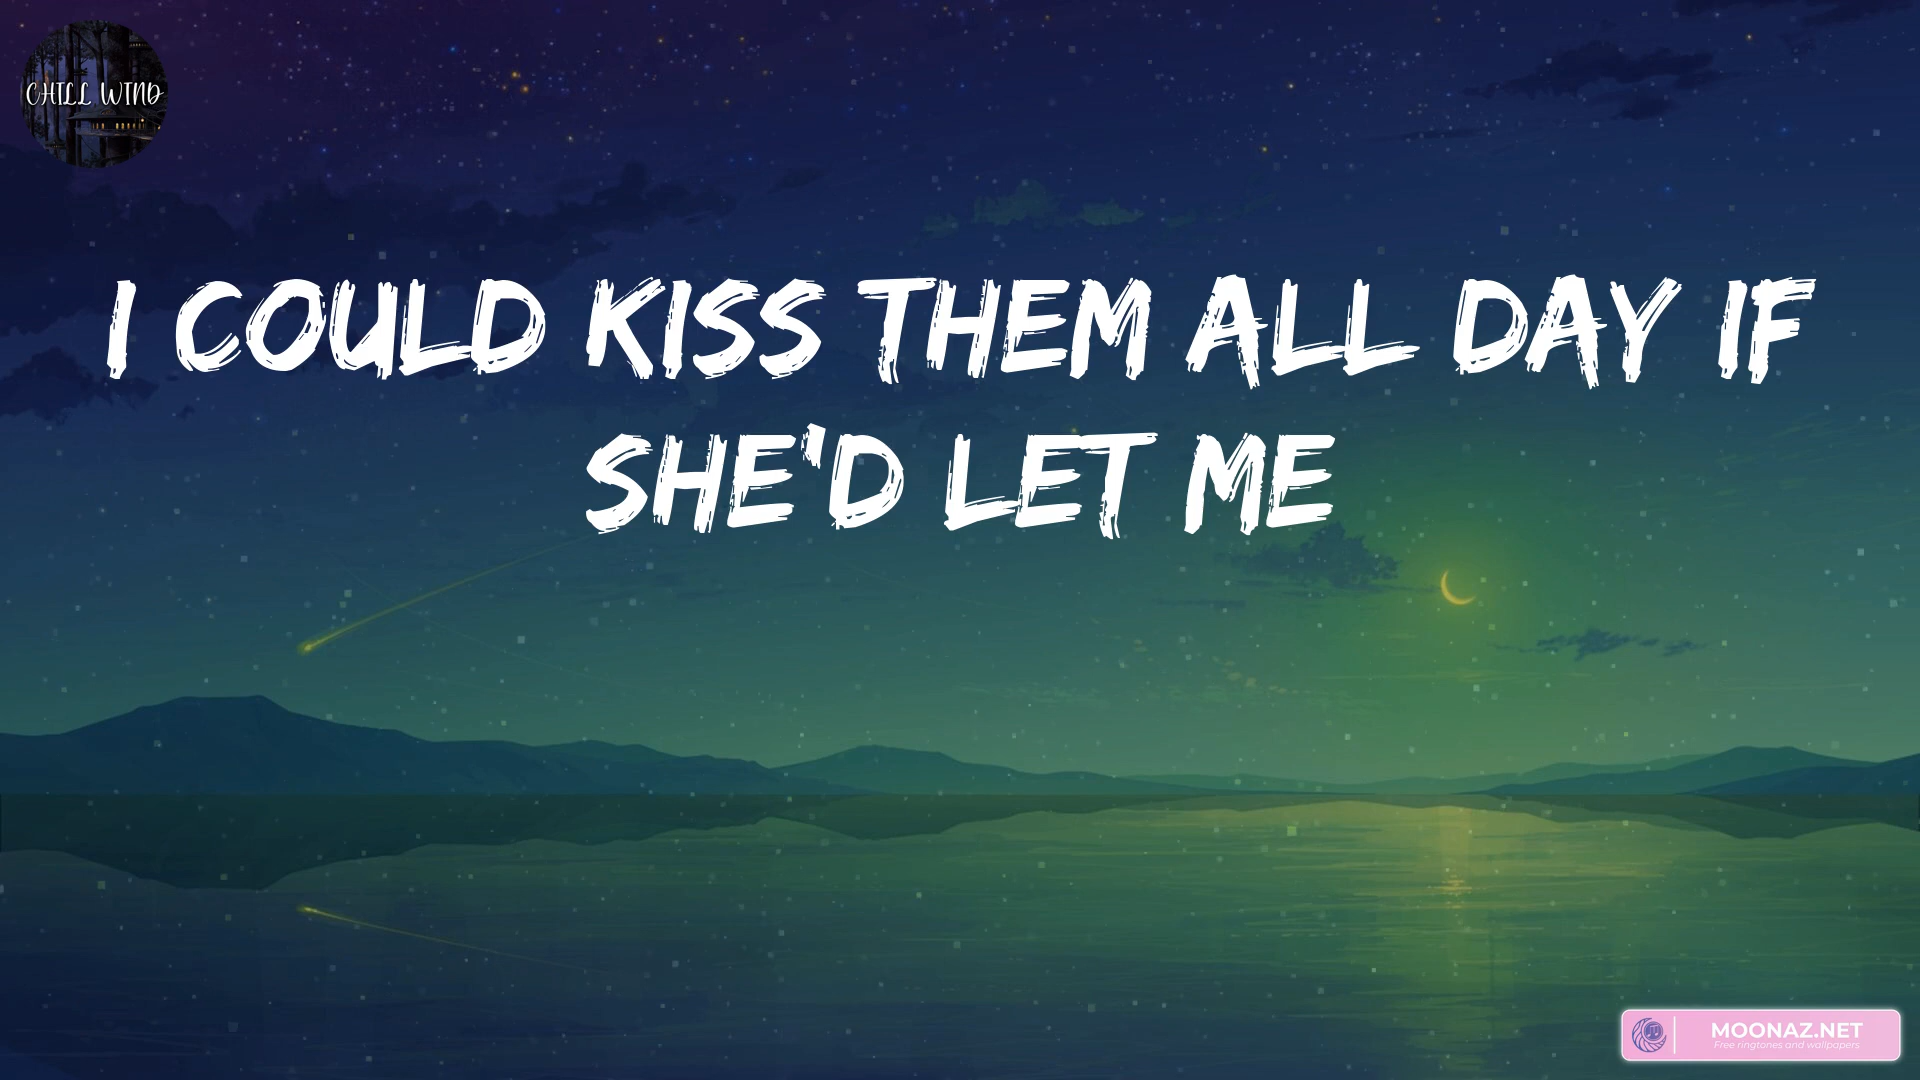 CHILL WIND
I COULD KISS THEM ALL DAY IF
SHE'D LET ME
MOONAZ.NET
Free ringtones and wallpapers